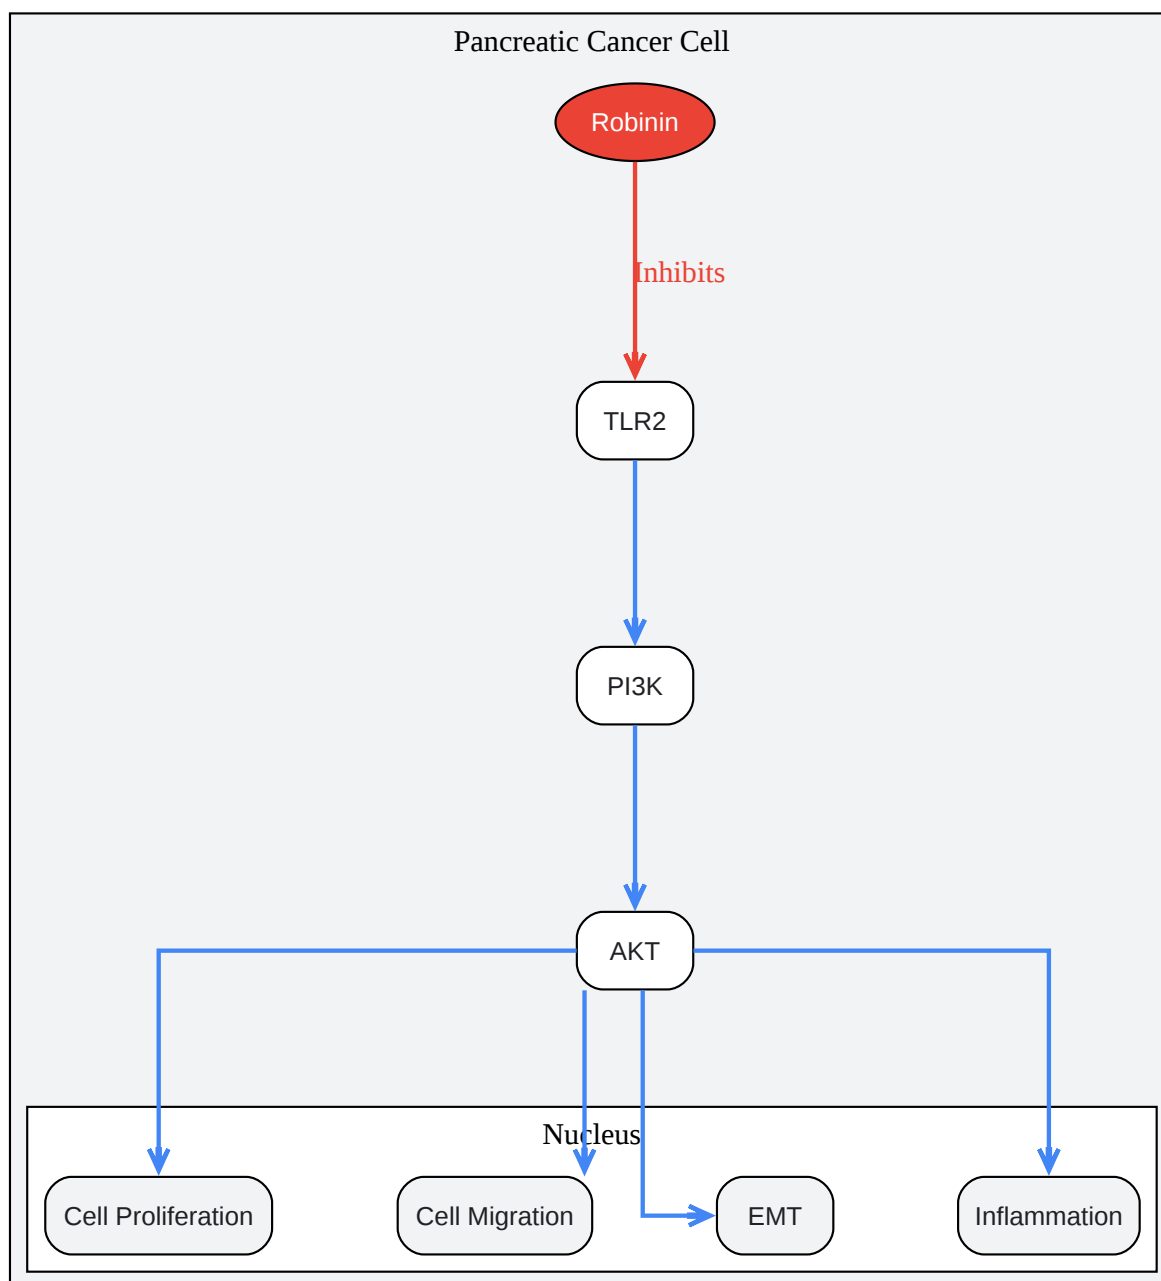 Pancreatic Cancer Cell
Robinin
Inhibits
TLR2
PI3K
AKT
Nucleus
Cell Proliferation
Cell Migration
EMT
Inflammation